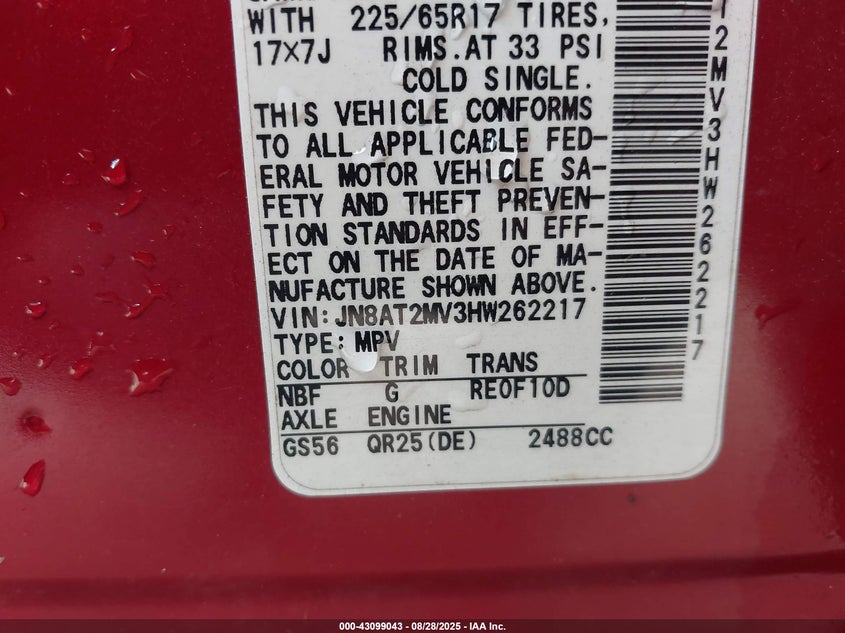 WITH 225/65R17 TIRES,
17X7J RIMS.AT 33 PSI
COLD SINGLE.
THIS VEHICLE CONFORMS
TO ALL APPLICABLE FED-
ERAL MOTOR VEHICLE SA-
FETY AND THEFT PREVEN-
TION STANDARDS IN EFF-
ECT ON THE DATE OF MA-
NUFACTURE SHOWN ABOVE.
VIN:JN8AT2MV3HW262217
TYPE:MPV
COLOR TRIM TRANS
NBF G RE0F10D
AXLE ENGINE
GS56 QR25(DE) 2488CC
T2MV3HW262217
000-43099043 / 08/28/2025 - IAA Inc.